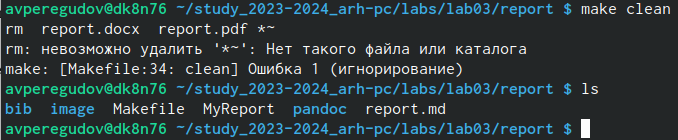 avperegudov@dk8n76 ~/study_2023-2024_arh-pc/labs/lab03/report $ make clean
rm  report.docx  report.pdf *~
rm: невозможно удалить '*~': Нет такого файла или каталога
make: [Makefile:34: clean] Ошибка 1 (игнорирование)
avperegudov@dk8n76 ~/study_2023-2024_arh-pc/labs/lab03/report $ ls
bib  image  Makefile  MyReport  pandoc  report.md
avperegudov@dk8n76 ~/study_2023-2024_arh-pc/labs/lab03/report $